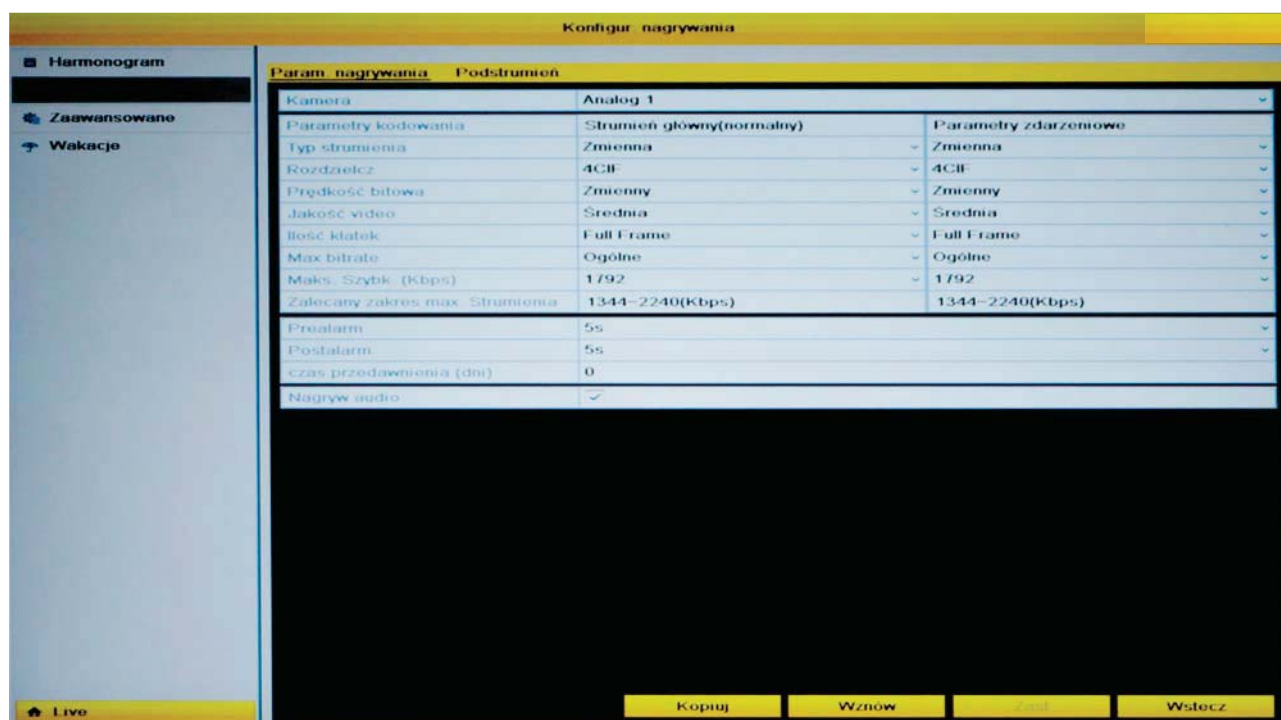 Konfigur. nagrywania
Harmonogram
Zaawansowane
Wakacje
Live
Param. nagrywania Podstrumień
Kamera Analog 1
Parametry kodowania Strumień główny(normalny) Parametry zdarzeniowe
Typ strumienia Zmienna Zmienna
Rozdzielcz. 4CIF 4CIF
Prędkość bitowa Zmienny Zmienny
Jakość video Średnia Średnia
Ilość klatek Full Frame Full Frame
Max bitrate Ogólne Ogólne
Maks. Szybk. (Kbps) 1792 1792
Zalecany zakres max. Strumienia 1344~2240(Kbps) 1344~2240(Kbps)
Prealarm 5s
Postalarm 5s
czas przedawnienia (dni) 0
Nagryw audio
Kopiuj Wznów Zast. Wstecz